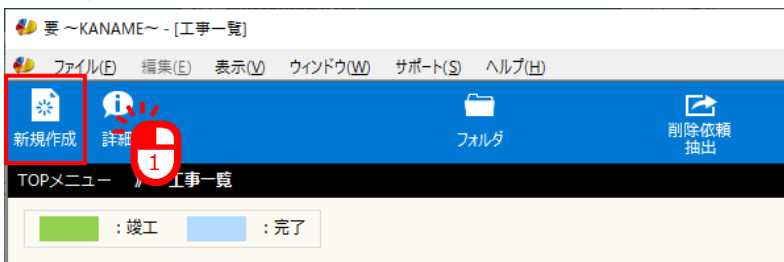 要 ～KANAME～ - [工事一覧]
ファイル(F) 編集(E) 表示(V) ウィンドウ(W) サポート(S) ヘルプ(H)
新規作成 詳細 フォルダ 削除依頼
抽出
1
TOPメニュー 工事一覧
：竣工 ：完了